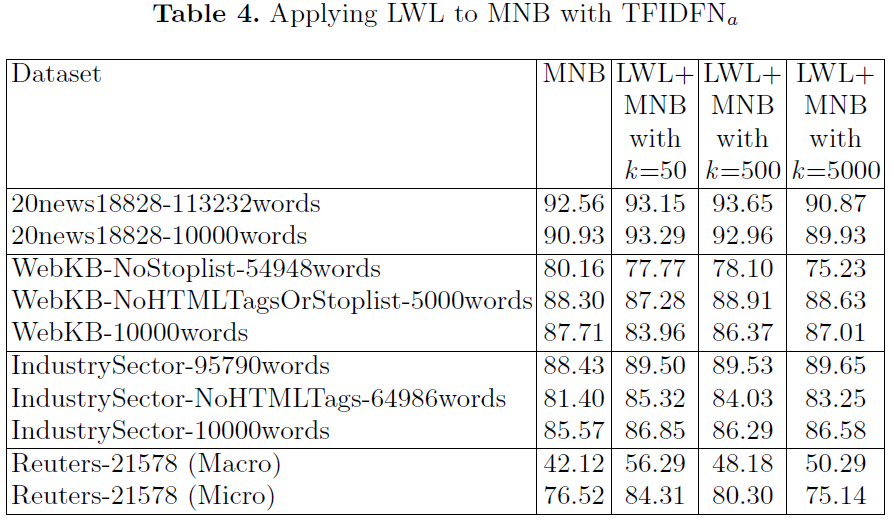 Table 4. Applying LWL to MNB with TFIDFNa
Dataset MNB LWL+ LWL+ LWL+
MNB MNB MNB
with with with
k=50 k=500 k=5000
20news18828-113232words 92.56 93.15 93.65 90.87
20news18828-10000words 90.93 93.29 92.96 89.93
WebKB-NoStoplist-54948words 80.16 77.77 78.10 75.23
WebKB-NoHTMLTagsOrStoplist-5000words 88.30 87.28 88.91 88.63
WebKB-10000words 87.71 83.96 86.37 87.01
IndustrySector-95790words 88.43 89.50 89.53 89.65
IndustrySector-NoHTMLTags-64986words 81.40 85.32 84.03 83.25
IndustrySector-10000words 85.57 86.85 86.29 86.58
Reuters-21578 (Macro) 42.12 56.29 48.18 50.29
Reuters-21578 (Micro) 76.52 84.31 80.30 75.14